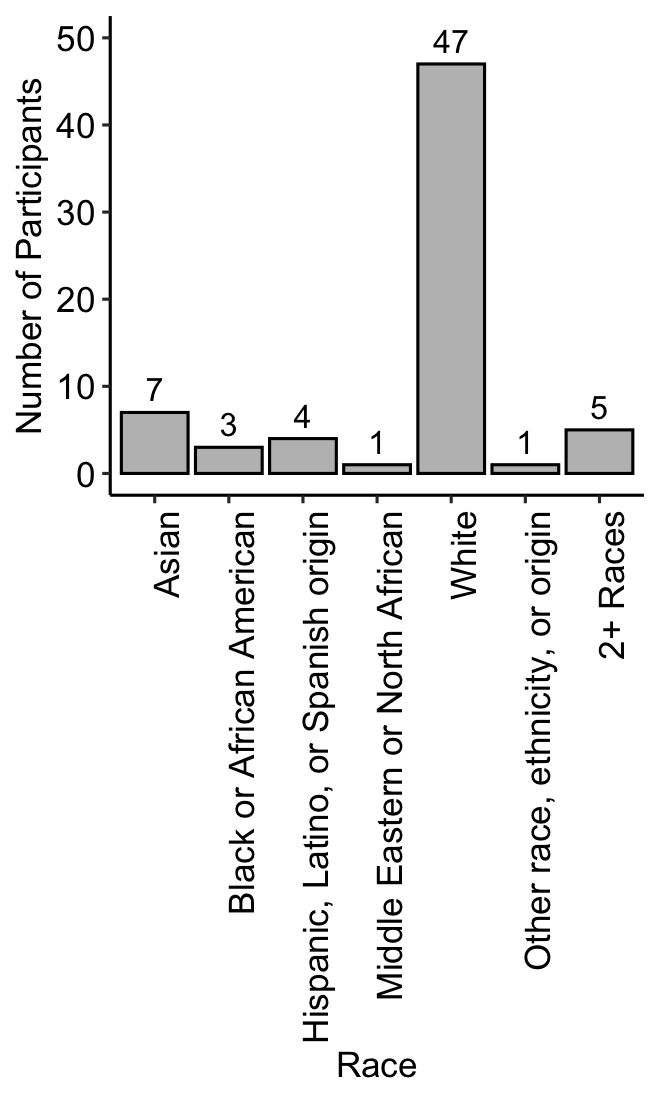 Number of Participants
50
40
30
20
10
0
7
3
4
1
47
1
5
Asian
Black or African American
Hispanic, Latino, or Spanish origin
Middle Eastern or North African
White
Other race, ethnicity, or origin
2+ Races
Race